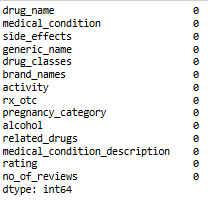 drug_name 0
medical_condition 0
side_effects 0
generic_name 0
drug_classes 0
brand_names 0
activity 0
rx_otc 0
pregnancy_category 0
alcohol 0
related_drugs 0
medical_condition_description 0
rating 0
no_of_reviews 0
dtype: int64